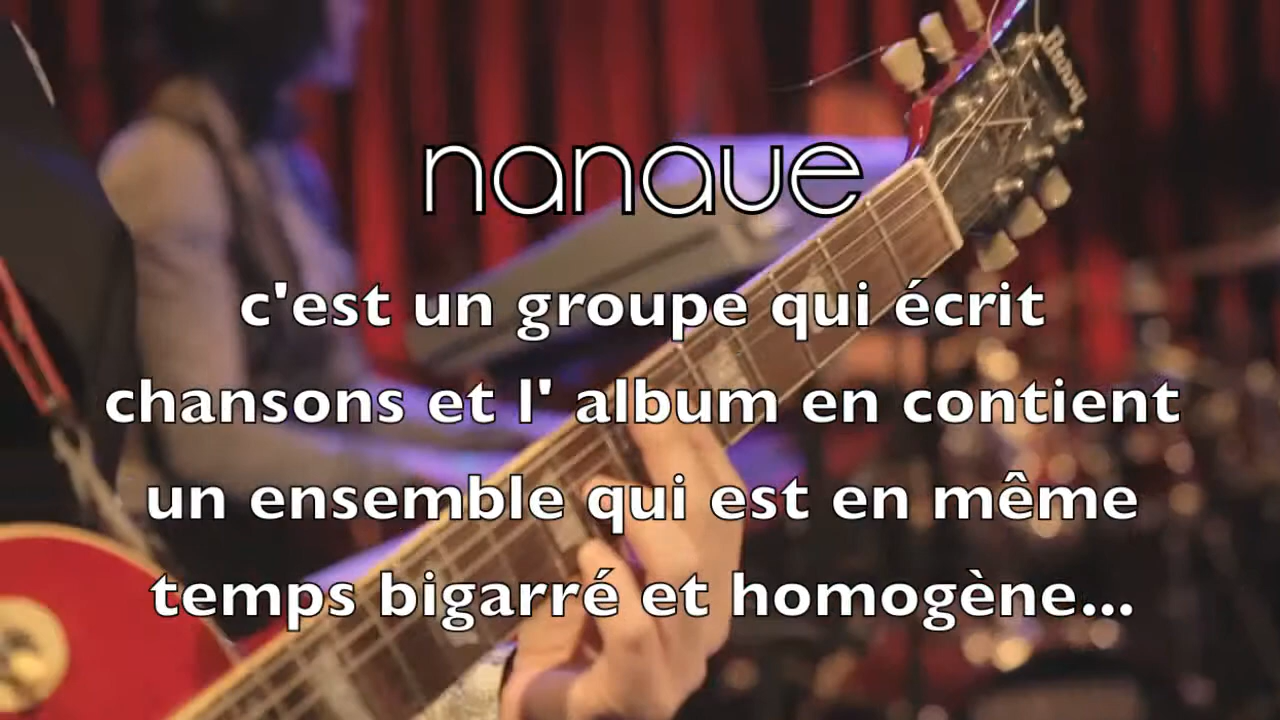 nanaue
c'est un groupe qui écrit
chansons et l' album en contient
un ensemble qui est en même
temps bigarré et homogène...